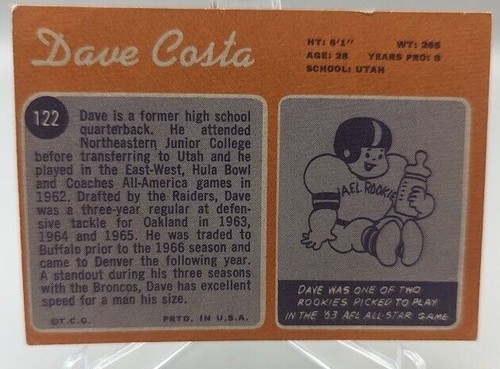 Dave Costa
HT: 6'1" WT: 265
AGE: 28 YEARS PRO: 8
SCHOOL: UTAH
122
Dave is a former high school
quarterback. He attended
Northeastern Junior College
before transferring to Utah and he
played in the East-West, Hula Bowl
and Coaches All-America games in
1962. Drafted by the Raiders, Dave
was a three-year regular at defen-
sive tackle for Oakland in 1963,
1964 and 1965. He was traded to
Buffalo prior to the 1966 season and
came to Denver the following year.
A standout during his three seasons
with the Broncos, Dave has excellent
speed for a man his size.
©T.C.G. PRTD. IN U.S.A.
A.F.L ROOKIE
DAVE WAS ONE OF TWO
ROOKIES PICKED TO PLAY
IN THE '63 AFL ALL-STAR GAME.